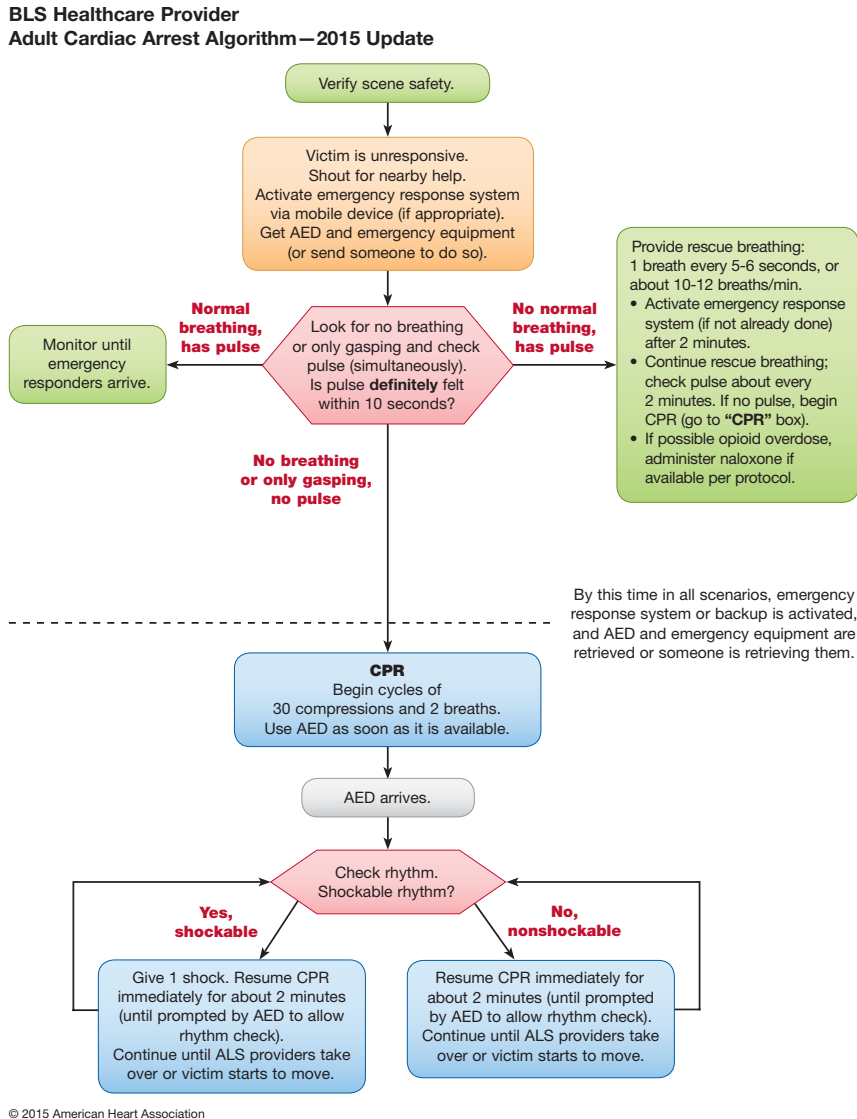 BLS Healthcare Provider
Adult Cardiac Arrest Algorithm—2015 Update
Verify scene safety.
Victim is unresponsive.
Shout for nearby help.
Activate emergency response system
via mobile device (if appropriate).
Get AED and emergency equipment
(or send someone to do so).
Normal
breathing,
has pulse
Look for no breathing
or only gasping and check
pulse (simultaneously).
Is pulse definitely felt
within 10 seconds?
No normal
breathing,
has pulse
Monitor until
emergency
responders arrive.
Provide rescue breathing:
1 breath every 5-6 seconds, or
about 10-12 breaths/min.
• Activate emergency response
system (if not already done)
after 2 minutes.
• Continue rescue breathing;
check pulse about every
2 minutes. If no pulse, begin
CPR (go to “CPR” box).
• If possible opioid overdose,
administer naloxone if
available per protocol.
No breathing
or only gasping,
no pulse
By this time in all scenarios, emergency
response system or backup is activated,
and AED and emergency equipment are
retrieved or someone is retrieving them.
CPR
Begin cycles of
30 compressions and 2 breaths.
Use AED as soon as it is available.
AED arrives.
Check rhythm.
Shockable rhythm?
Yes,
shockable
No,
nonshockable
Give 1 shock. Resume CPR
immediately for about 2 minutes
(until prompted by AED to allow
rhythm check).
Continue until ALS providers take
over or victim starts to move.
Resume CPR immediately for
about 2 minutes (until prompted
by AED to allow rhythm check).
Continue until ALS providers take
over or victim starts to move.
© 2015 American Heart Association